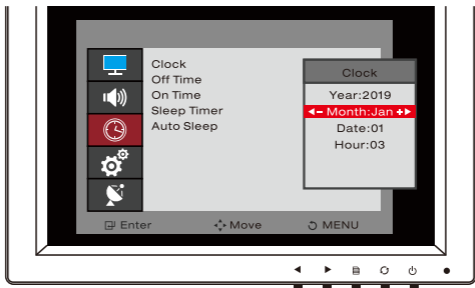 Clock
Off Time
On Time
Sleep Timer
Auto Sleep
Clock
Year:2019
Month:Jan
Date:01
Hour:03
Enter
Move
MENU